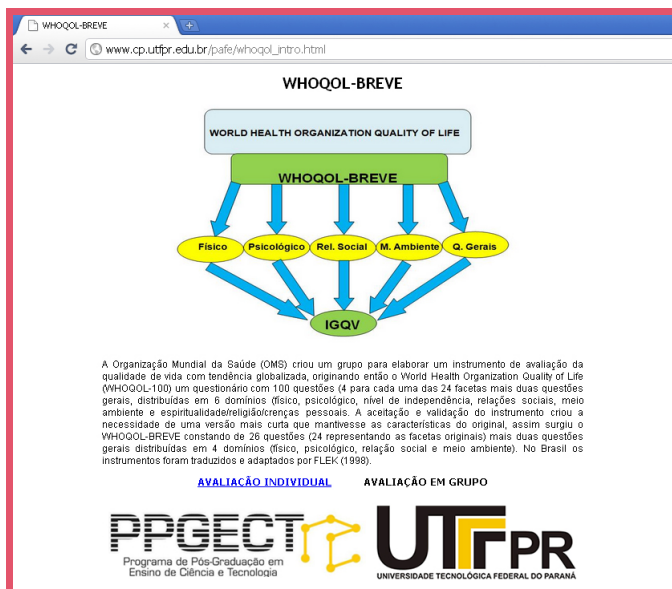 WHOQOL-BREVE
www.cp.utfpr.edu.br/pafe/whoqol_intro.html
WHOQOL-BREVE
WORLD HEALTH ORGANIZATION QUALITY OF LIFE
WHOQOL-BREVE
Físico Psicológico Rel. Social M. Ambiente Q. Gerais
IGQV
A Organização Mundial da Saúde (OMS) criou um grupo para elaborar um instrumento de avaliação da
qualidade de vida com tendência globalizada, originando então o World Health Organization Quality of Life
(WHOQOL-100) um questionário com 100 questões (4 para cada uma das 24 facetas mais duas questões
gerais, distribuídas em 6 domínios (físico, psicológico, nível de independência, relações sociais, meio
ambiente e espiritualidade/religião/crenças pessoais. A aceitação e validação do instrumento criou a
necessidade de uma versão mais curta que mantivesse as características do original, assim surgiu o
WHOQOL-BREVE constando de 26 questões (24 representando as facetas originais) mais duas questões
gerais distribuídas em 4 domínios (físico, psicológico, relação social e meio ambiente). No Brasil os
instrumentos foram traduzidos e adaptados por FLEK (1998).
AVALIAÇÃO INDIVIDUAL AVALIAÇÃO EM GRUPO
PPGECT
Programa de Pós-Graduação em
Ensino de Ciência e Tecnologia
UTFPR
UNIVERSIDADE TECNOLÓGICA FEDERAL DO PARANÁ